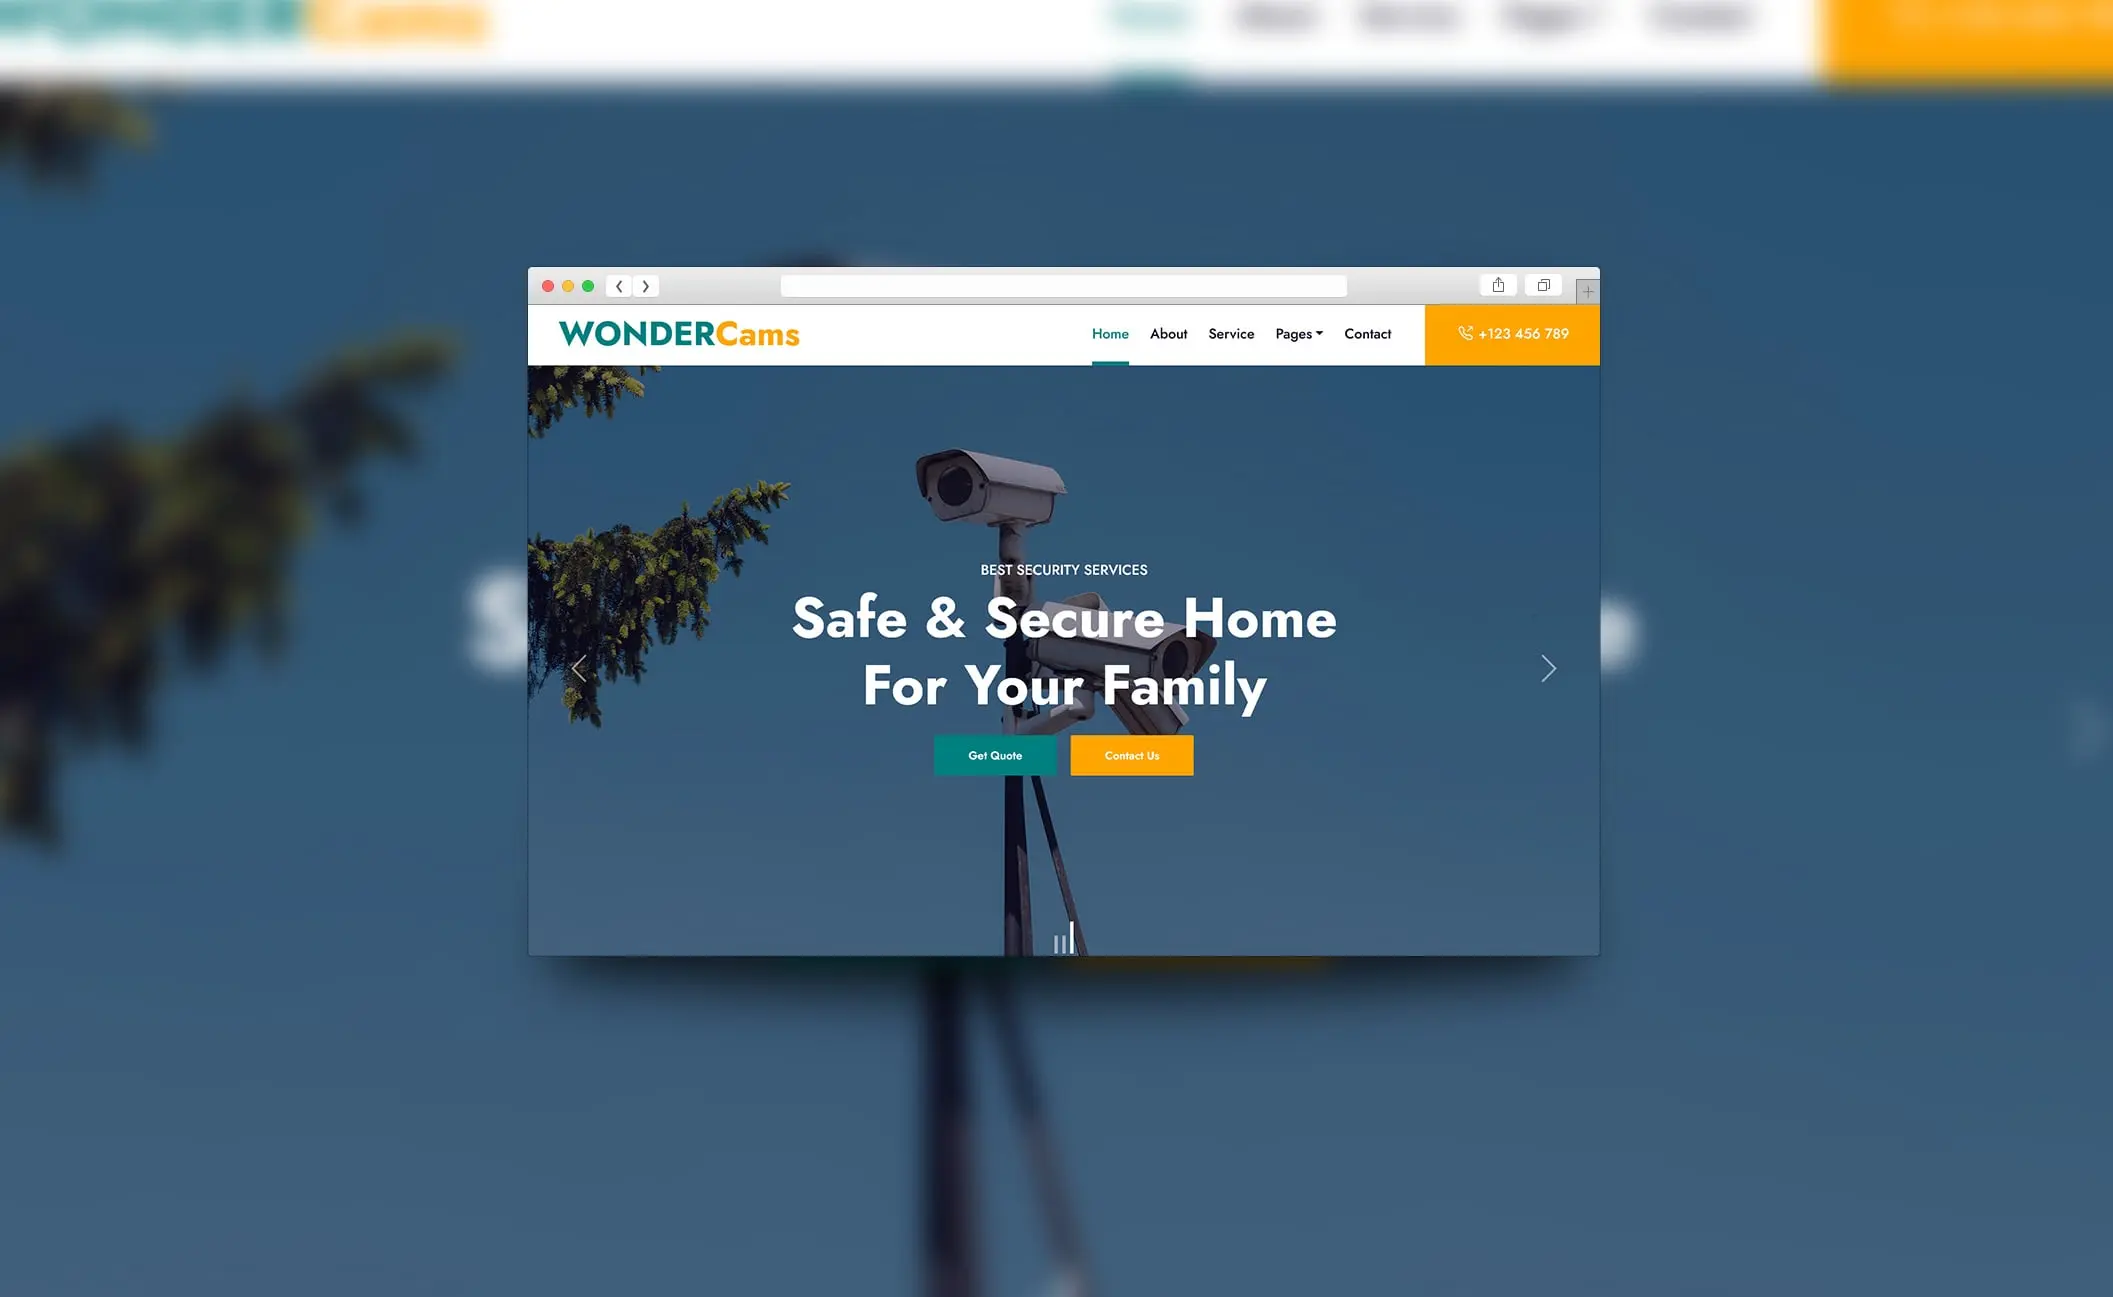 WONDERCams
Home About Service Pages Contact
+123 456 789
BEST SECURITY SERVICES
Safe & Secure Home
For Your Family
Get Quote Contact Us